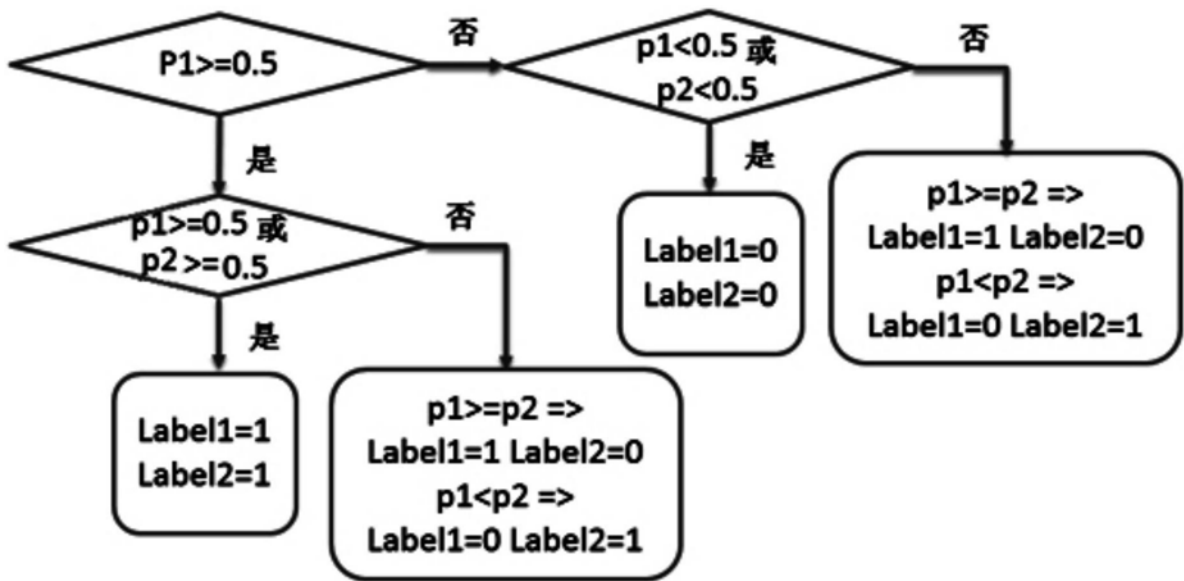 P1>=0.5
否
p1<0.5 或
p2<0.5
否
是
是
p1>=0.5 或
p2>=0.5
否
是
Label1=0
Label2=0
p1>=p2 =>
Label1=1 Label2=0
p1<p2 =>
Label1=0 Label2=1
Label1=1
Label2=1
p1>=p2 =>
Label1=1 Label2=0
p1<p2 =>
Label1=0 Label2=1